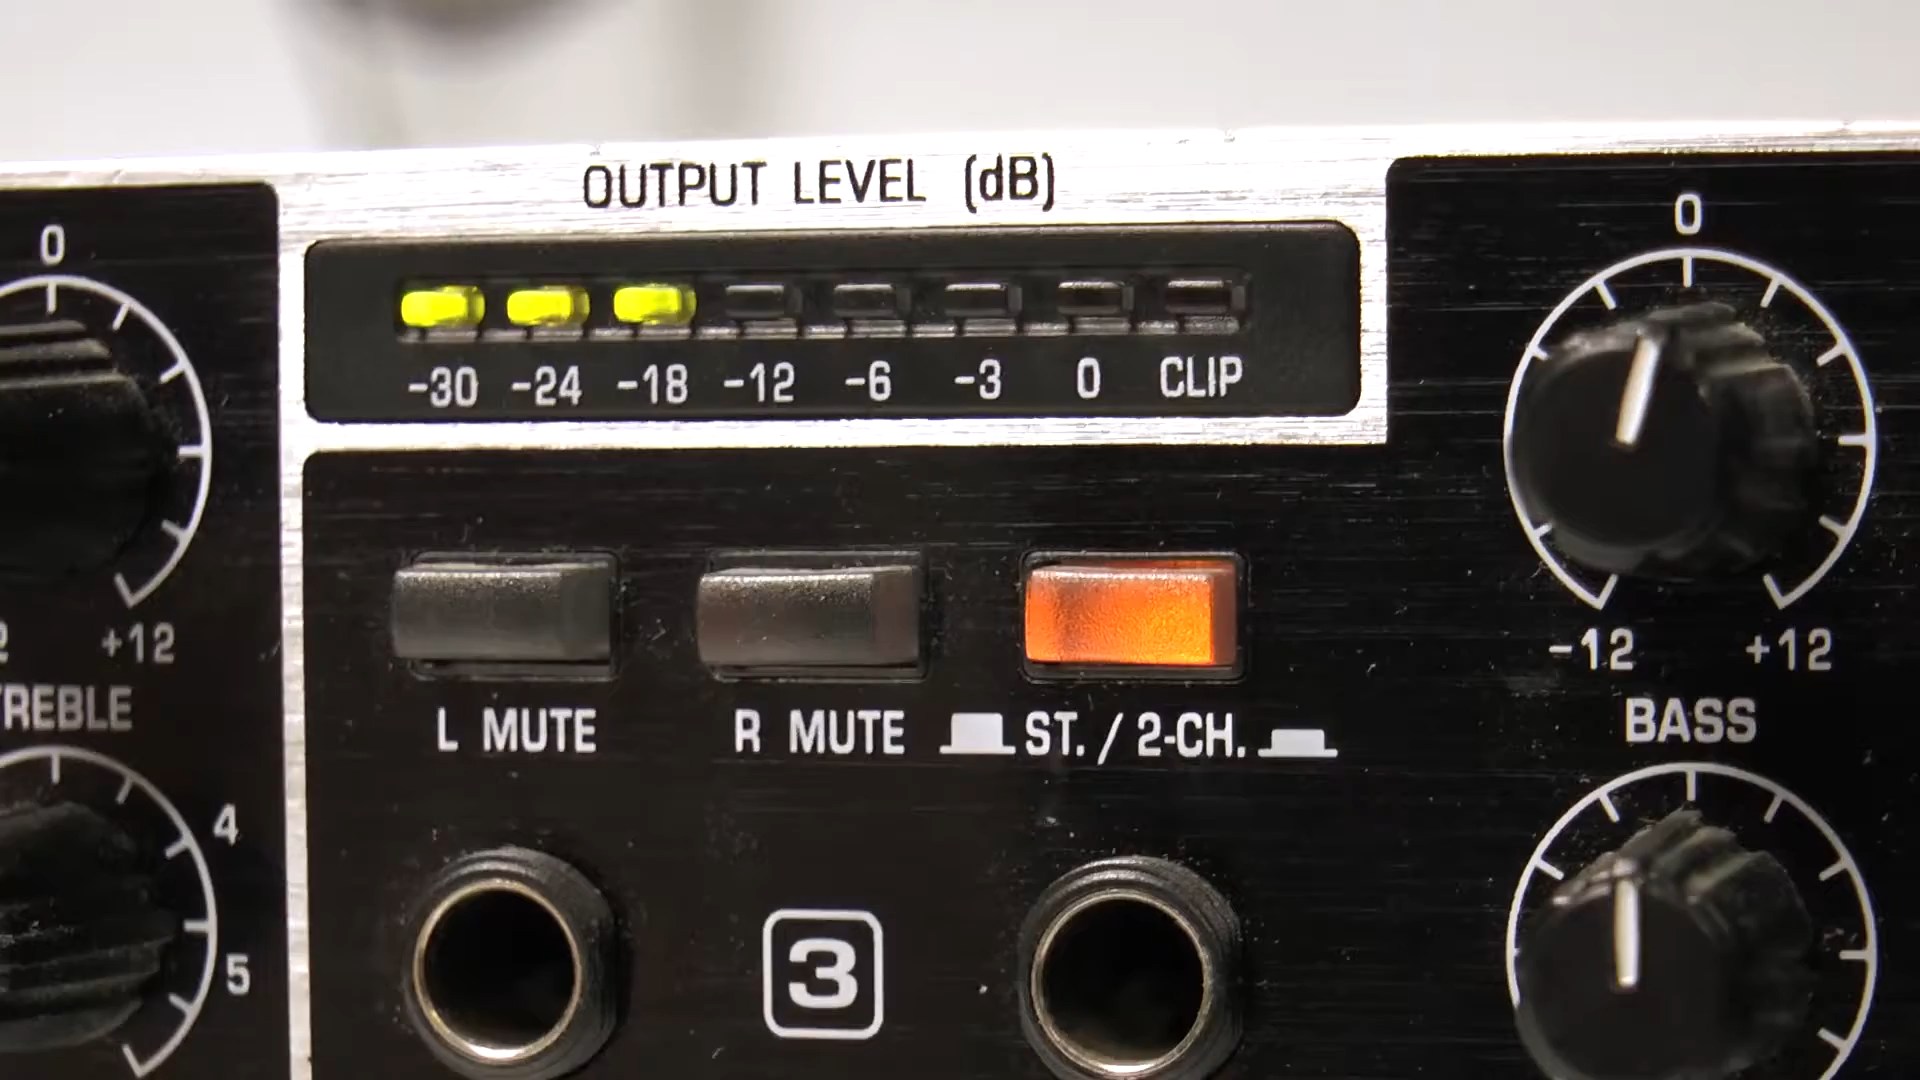 OUTPUT LEVEL (dB)
-30 -24 -18 -12 -6 -3 0 CLIP
0
+12
TREBLE
4
5
L MUTE
R MUTE
ST. / 2-CH.
3
0
-12 +12
BASS